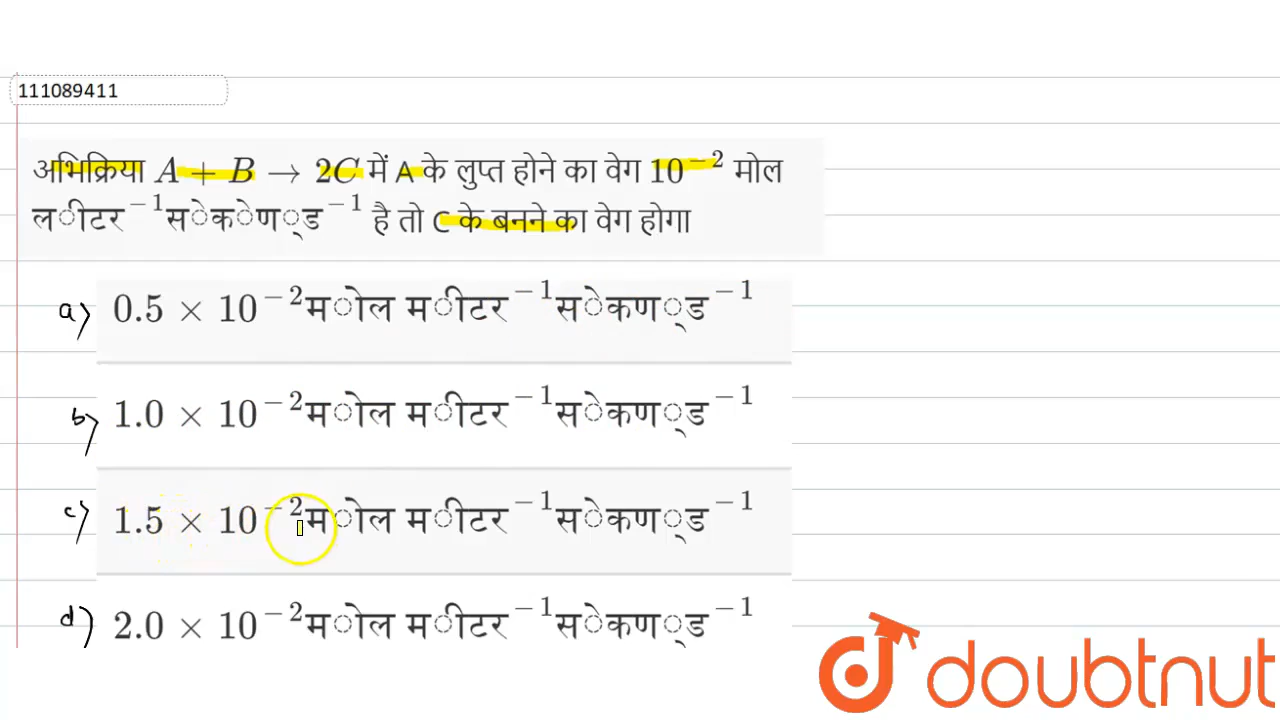 111089411
अभिक्रिया A + B → 2C में A के लुप्त होने का वेग 10⁻² मोल
लीटर⁻¹सेकेण्ड⁻¹ है तो C के बनने का वेग होगा
a) 0.5 × 10⁻²मोल मीटर⁻¹सेकण्ड⁻¹
b) 1.0 × 10⁻²मोल मीटर⁻¹सेकण्ड⁻¹
c) 1.5 × 10⁻²मोल मीटर⁻¹सेकण्ड⁻¹
d) 2.0 × 10⁻²मोल मीटर⁻¹सेकण्ड⁻¹
doubtnut